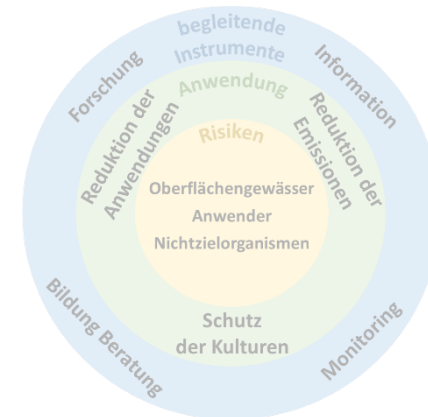 begleitende
Instrumente
Forschung
Information
Anwendung
Reduktion der
Anwendungen
Reduktion der
Emissionen
Risiken
Oberflächengewässer
Anwender
Nichtzielorganismen
Schutz
der Kulturen
Bildung Beratung
Monitoring